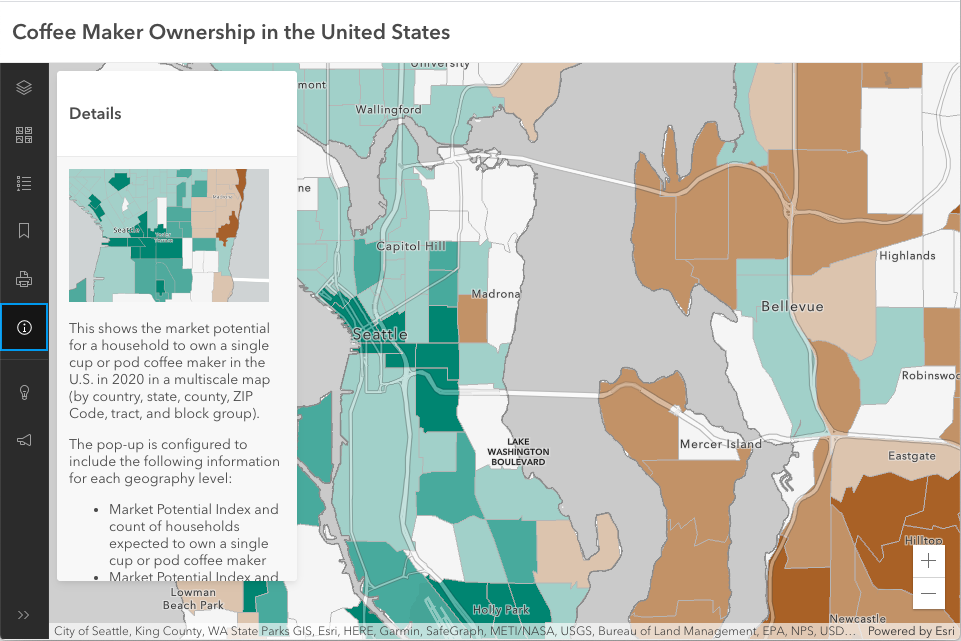 Coffee Maker Ownership in the United States
Details
Seattle
This shows the market potential
for a household to own a single
cup or pod coffee maker in the
U.S. in 2020 in a multiscale map
(by country, state, county, ZIP
Code, tract, and block group).
The pop-up is configured to
include the following information
for each geography level:
• Market Potential Index and
count of households
expected to own a single
cup or pod coffee maker
• Market Potential Index and
University
mont
Wallingford
ne
Capitol Hill
Madrona
Seattle
Highlands
Bellevue
Robinswoo
LAKE
WASHINGTON
BOULEVARD
Mercer Island
Eastgate
Hilltop
+
−
Lowman
Beach Park
Holly Park
Newcastle
City of Seattle, King County, WA State Parks GIS, Esri, HERE, Garmin, SafeGraph, METI/NASA, USGS, Bureau of Land Management, EPA, NPS, USD...
Powered by Esri